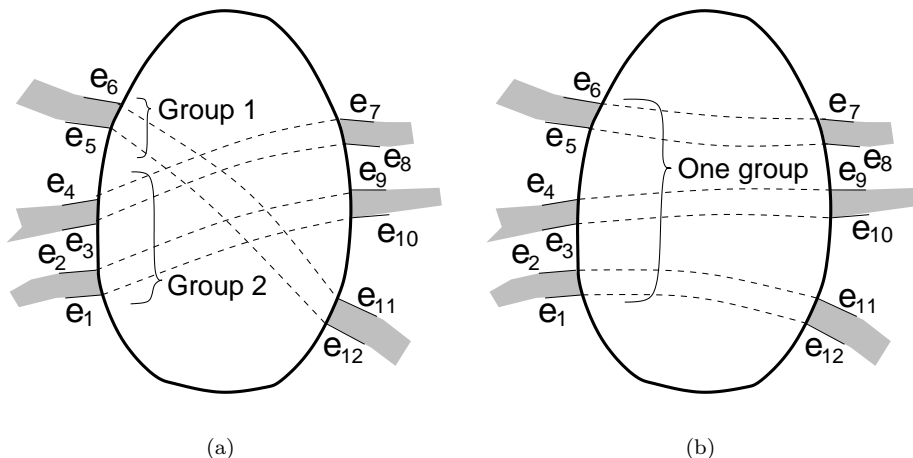 e6
Group 1
e5
e7
e8
e4
e9
e3
e2
e10
Group 2
e1
e11
e12
(a)
e6
e7
e5
e8
One group
e4
e9
e3
e10
e2
e1
e11
e12
(b)